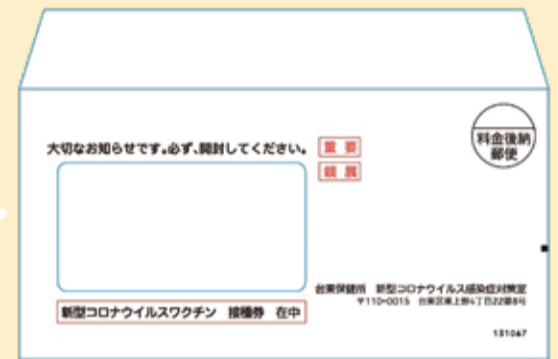 大切なお知らせです。必ず、開封してください。
重要
親展
料金後納
郵便
新型コロナウイルスワクチン 接種券 在中
台東保健所 新型コロナウイルス感染症対策室
〒110-0015 台東区東上野4丁目22番8号
131067